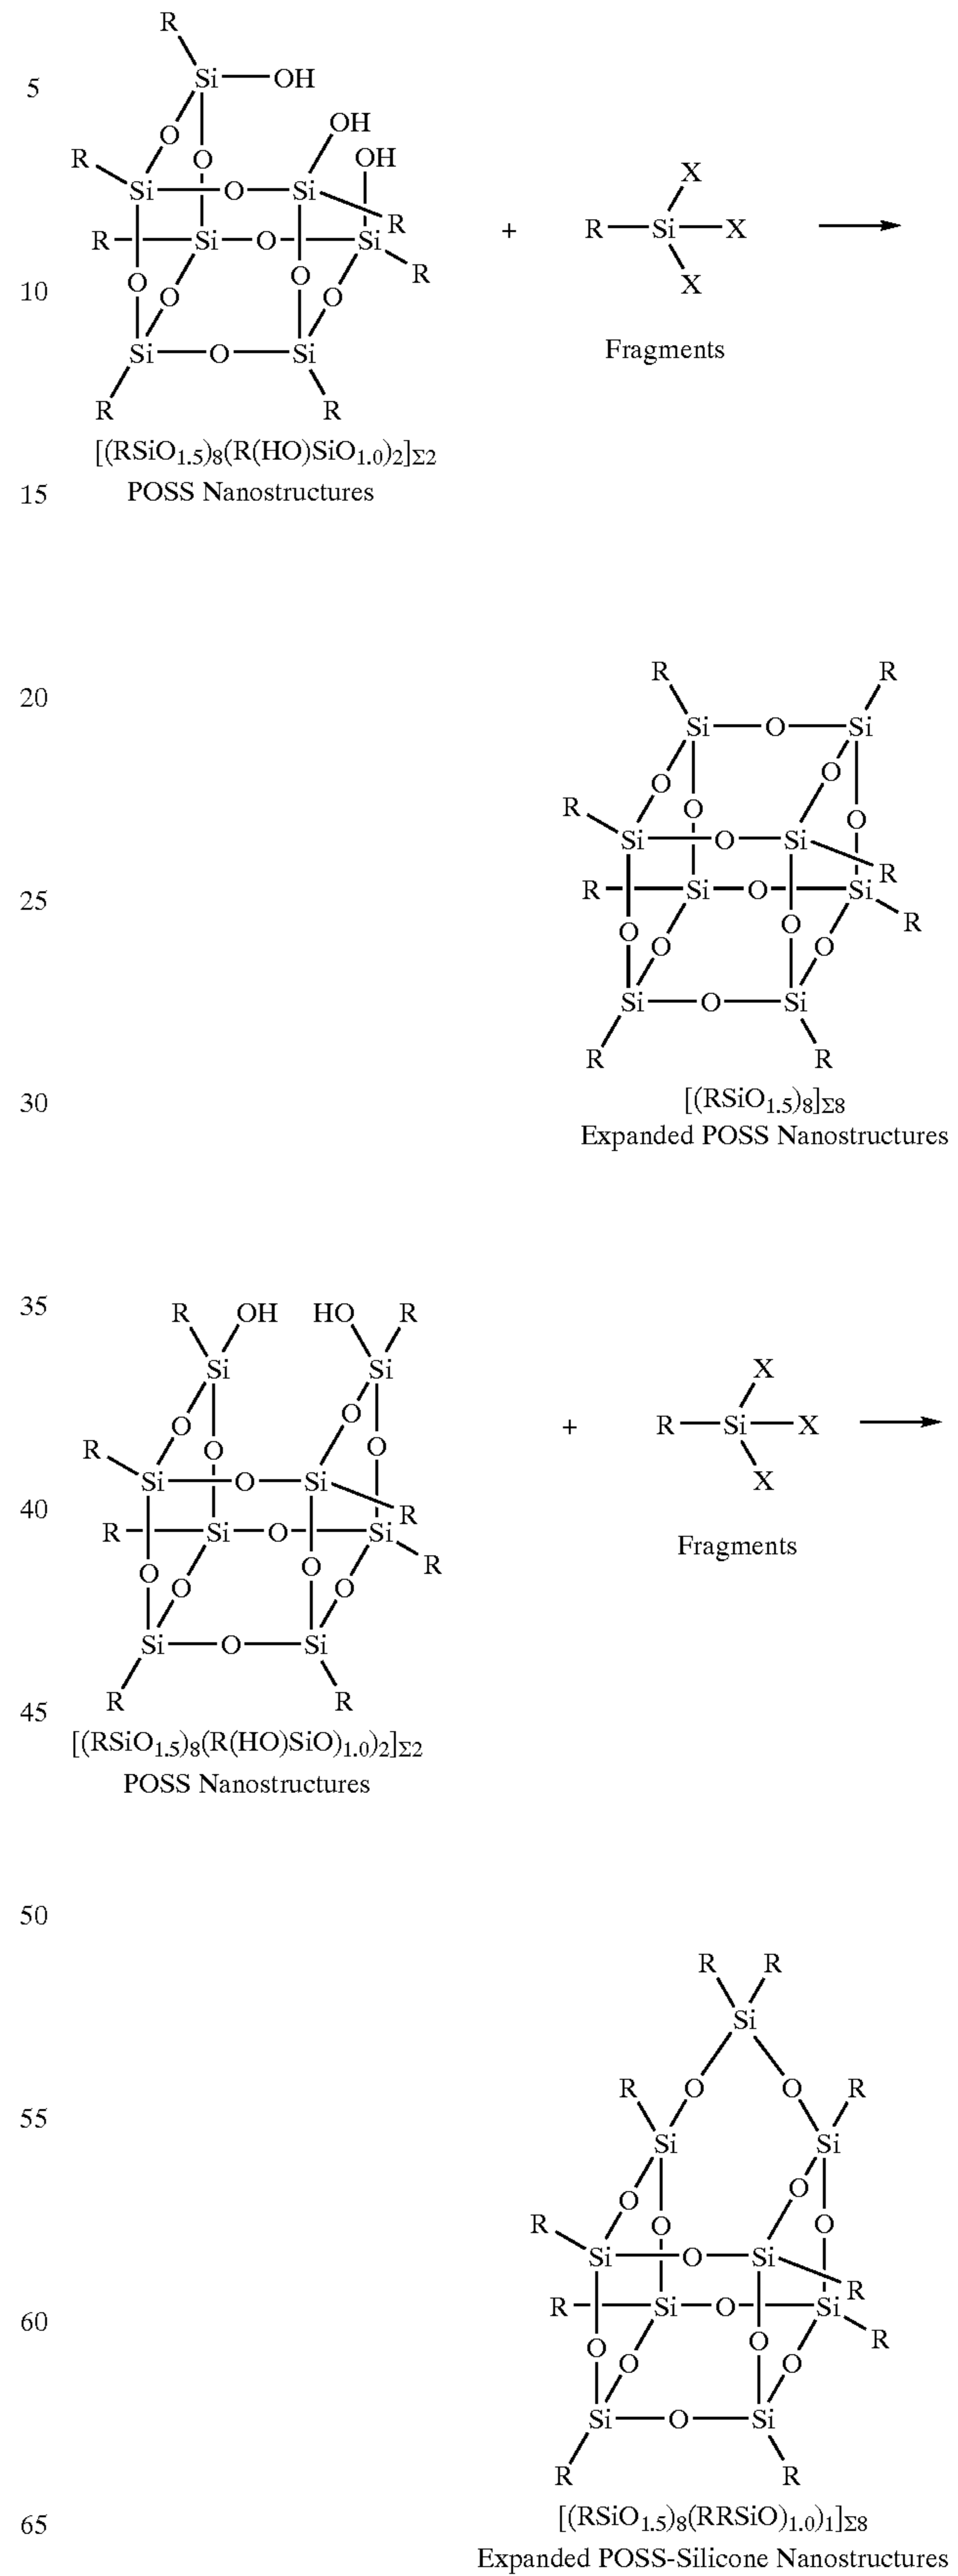 R
5
Si
OH
O
OH
R
O
OH
Si
O
Si
R
R
Si
O
Si
O
R
10
O
O
O
Si
O
Si
R
R
[(RSiO1.5)8(R(HO)SiO1.0)2]Σ2
15
POSS Nanostructures
+
X
R
Si
X
X
Fragments
20
R
R
Si
O
Si
O
O
R
O
O
Si
O
Si
R
25
R
Si
O
Si
R
O
O
O
O
Si
O
Si
R
R
30
[(RSiO1.5)8]Σ8
Expanded POSS Nanostructures
35
R
OH
HO
R
Si
Si
O
O
R
O
O
Si
O
Si
40
R
R
Si
O
Si
R
O
O
O
O
Si
O
Si
45
R
R
[(RSiO1.5)8(R(HO)SiO)1.0)2]Σ2
POSS Nanostructures
+
X
R
Si
X
X
Fragments
50
R
R
Si
O
O
55
R
R
Si
Si
O
O
R
O
O
Si
O
Si
R
60
R
Si
O
Si
R
O
O
O
O
Si
O
Si
R
R
65
[(RSiO1.5)8(RRSiO)1.0)1]Σ8
Expanded POSS-Silicone Nanostructures